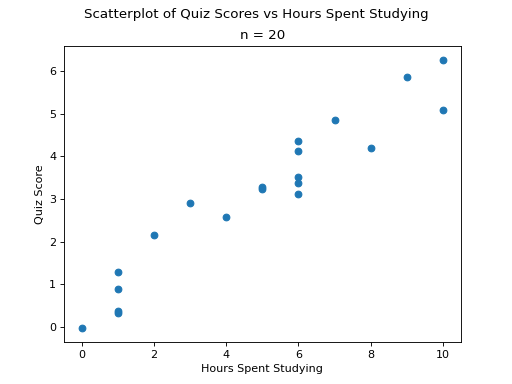 Scatterplot of Quiz Scores vs Hours Spent Studying
n = 20
6
5
4
3
2
1
0
Quiz Score
0 2 4 6 8 10
Hours Spent Studying